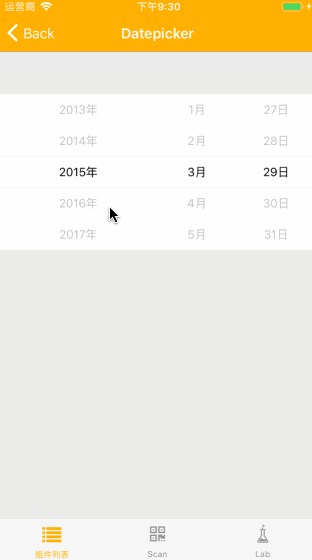 运营商 下午9:30
Back Datepicker
2013年 1月 27日
2014年 2月 28日
2015年 3月 29日
2016年 4月 30日
2017年 5月 31日
组件列表 Scan Lab